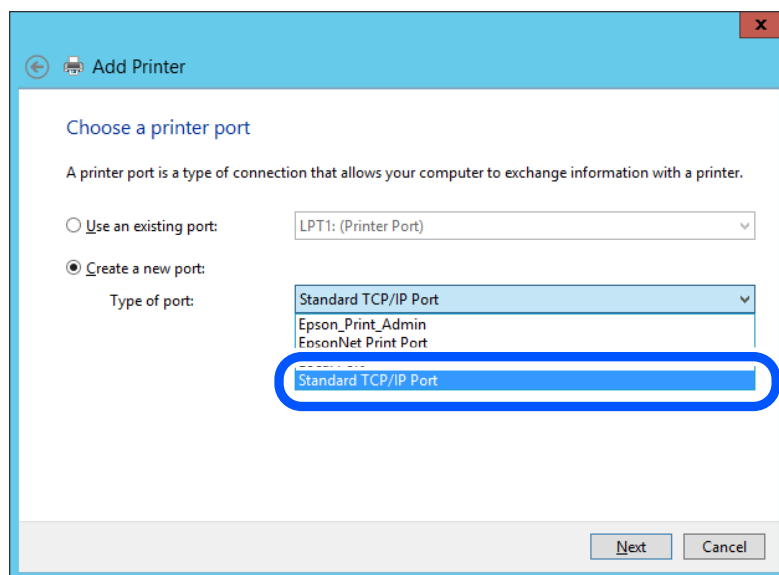 x
Add Printer
Choose a printer port
A printer port is a type of connection that allows your computer to exchange information with a printer.
Use an existing port:
LPT1: (Printer Port)
Create a new port:
Type of port:
Standard TCP/IP Port
Epson_Print_Admin
EpsonNet Print Port
Standard TCP/IP Port
Next
Cancel